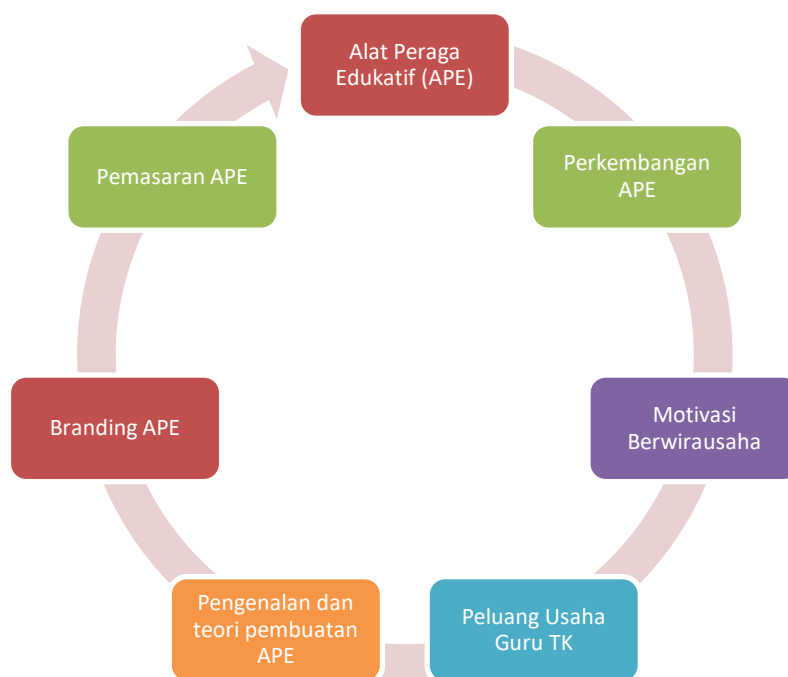 Alat Peraga
Edukatif (APE)
Perkembangan
APE
Motivasi
Berwirausaha
Peluang Usaha
Guru TK
Pengenalan dan
teori pembuatan
APE
Branding APE
Pemasaran APE